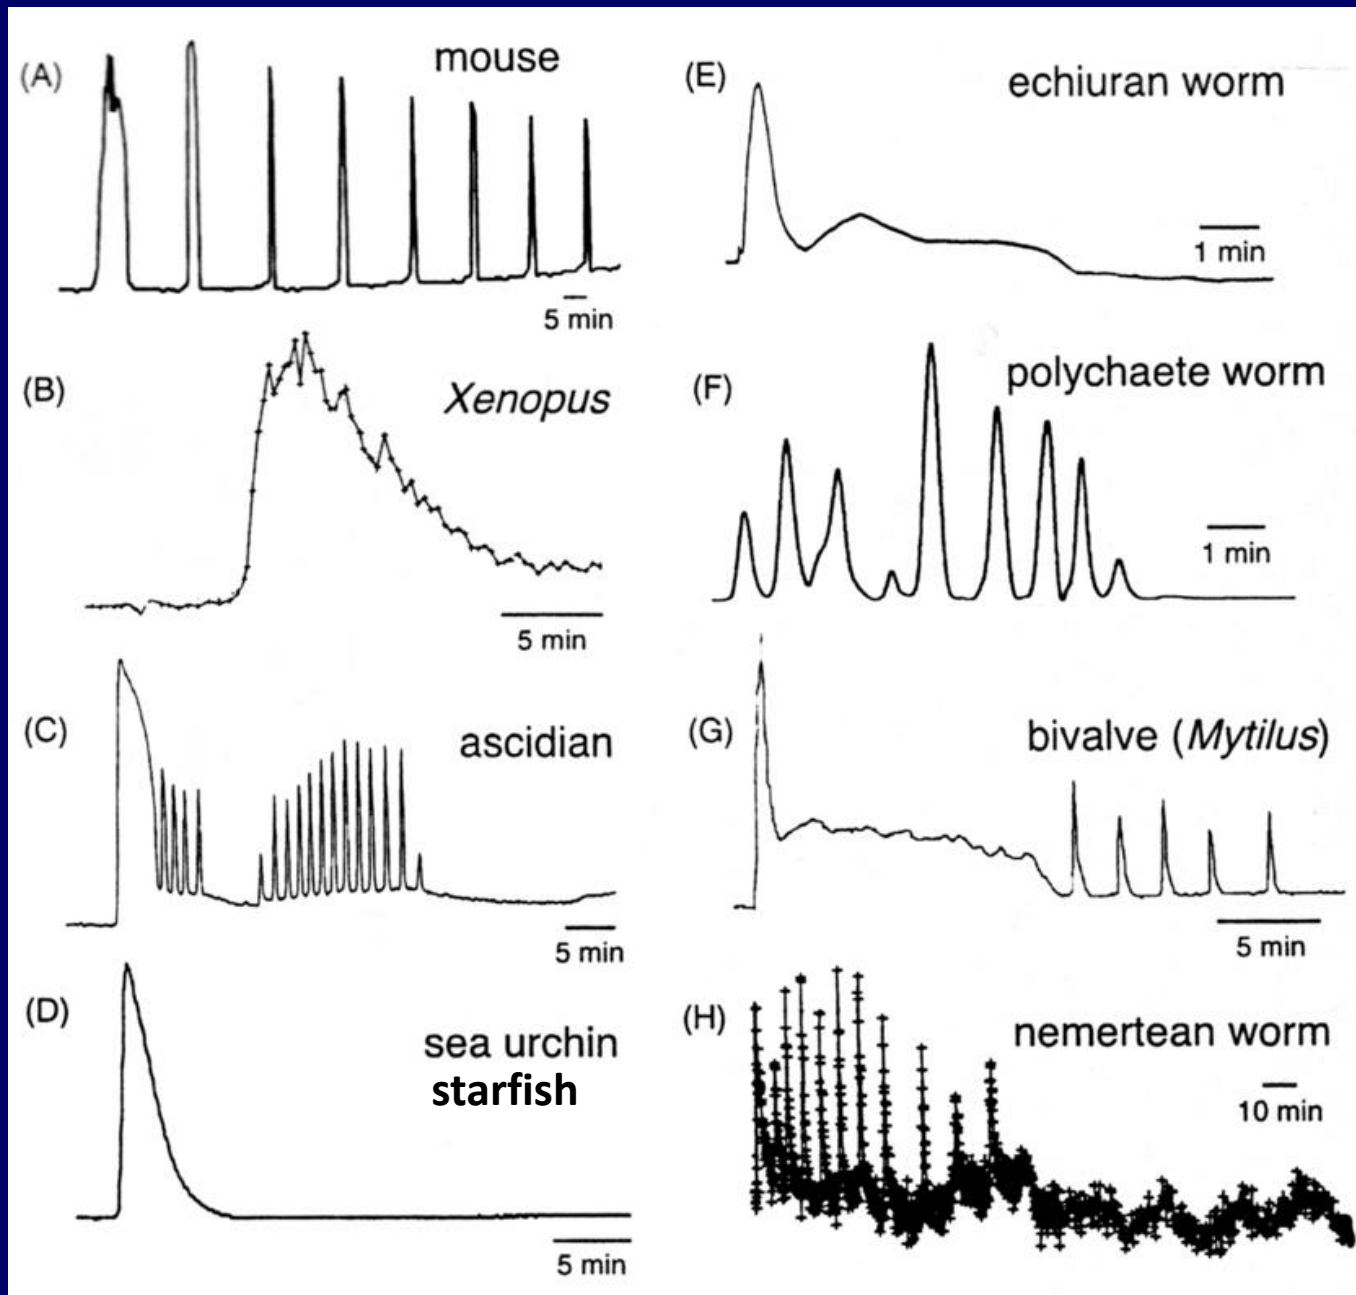 (A)
mouse
5 min
(B)
Xenopus
5 min
(C)
ascidian
5 min
(D)
sea urchin
starfish
5 min
(E)
echiuran worm
1 min
(F)
polychaete worm
1 min
(G)
bivalve (Mytilus)
5 min
(H)
nemertean worm
10 min